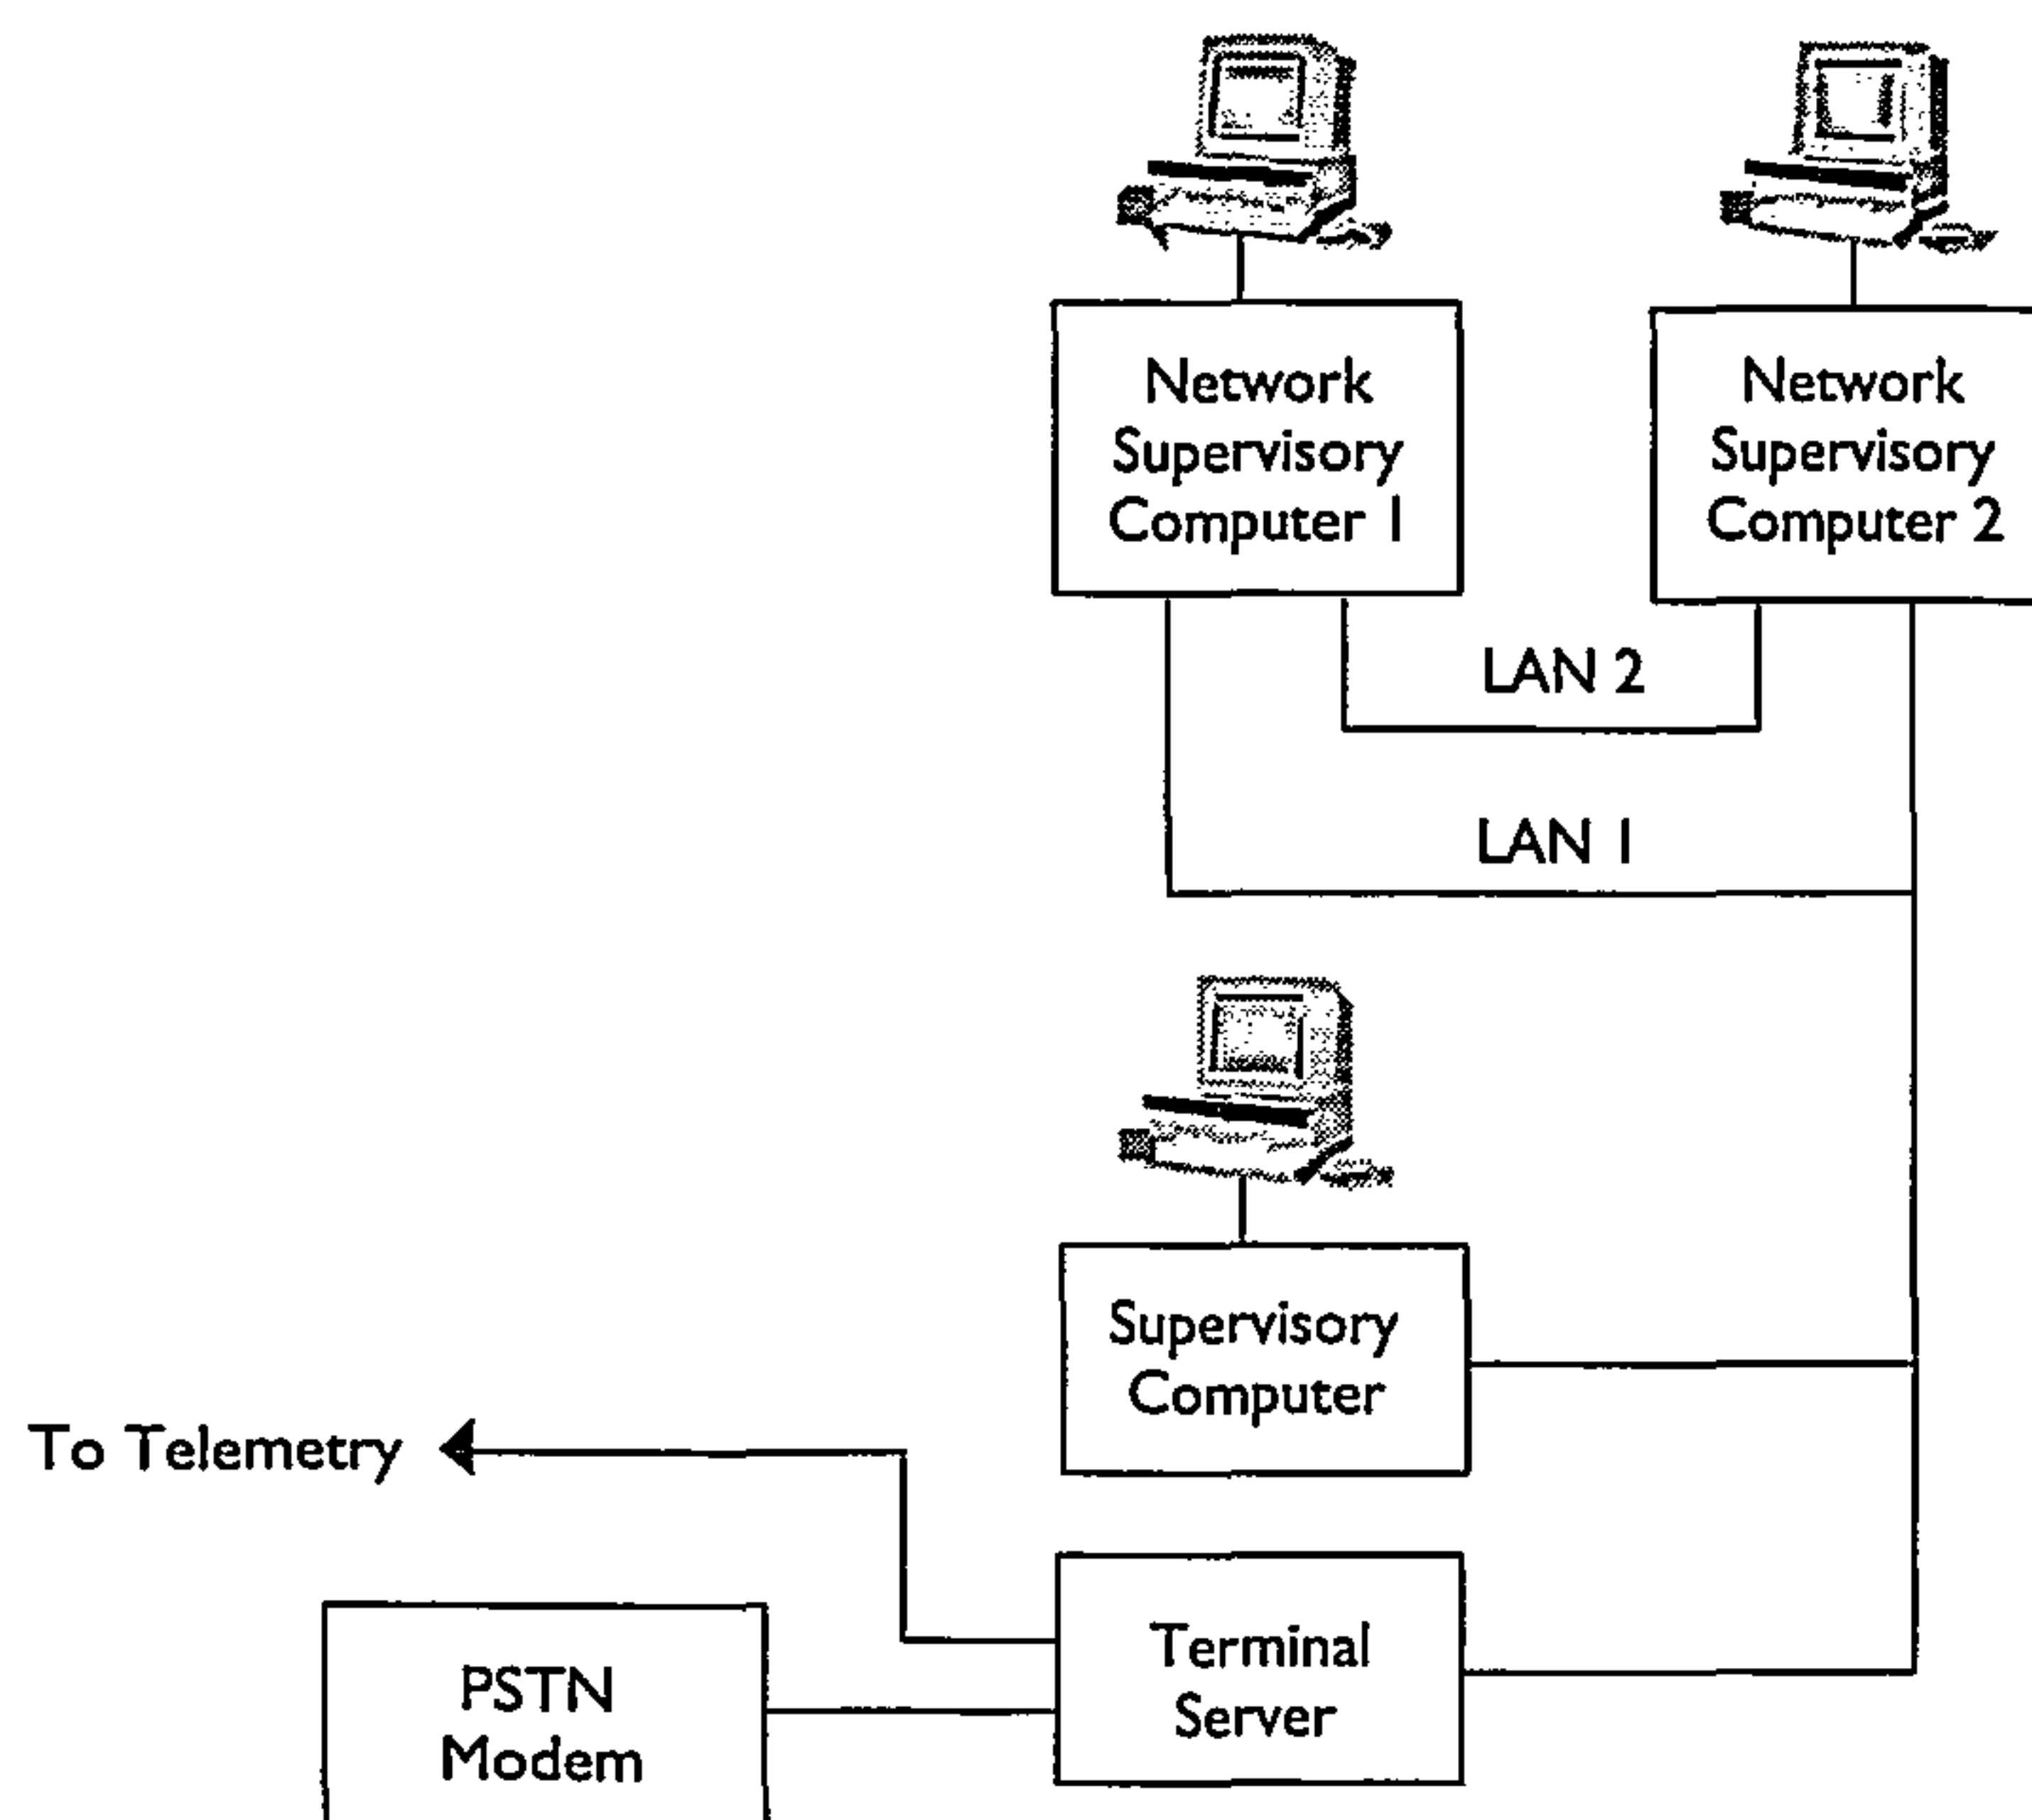 Network
Supervisory
Computer 1
Network
Supervisory
Computer 2
LAN 2
LAN 1
Supervisory
Computer
To Telemetry
Terminal
Server
PSTN
Modem